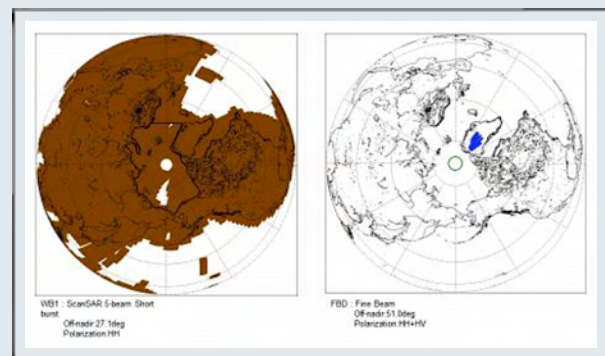 WB1 : ScanSAR 5-beam Short
burst
Off-nadir:27.1deg
Polarization:HH
FBD : Fine Beam
Off-nadir:51.0deg
Polarization:HH+HV